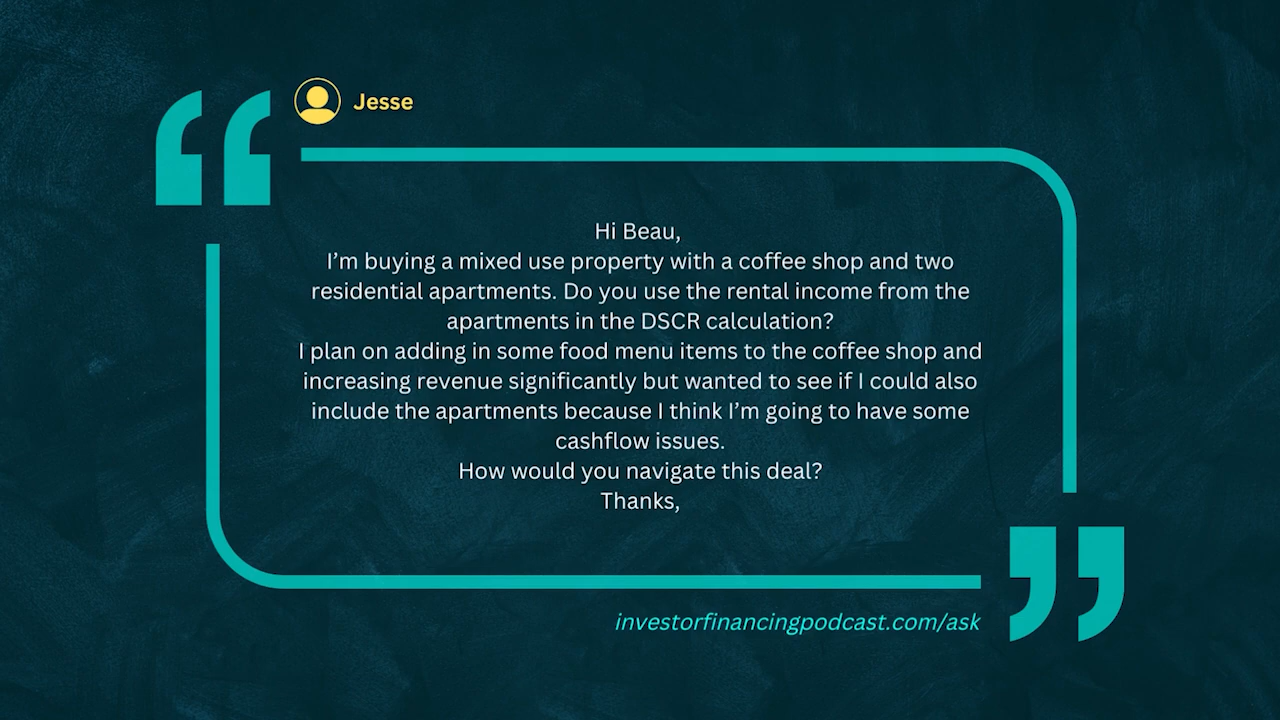 Jesse
Hi Beau,
I’m buying a mixed use property with a coffee shop and two
residential apartments. Do you use the rental income from the
apartments in the DSCR calculation?
I plan on adding in some food menu items to the coffee shop and
increasing revenue significantly but wanted to see if I could also
include the apartments because I think I’m going to have some
cashflow issues.
How would you navigate this deal?
Thanks,
investorfinancingpodcast.com/ask